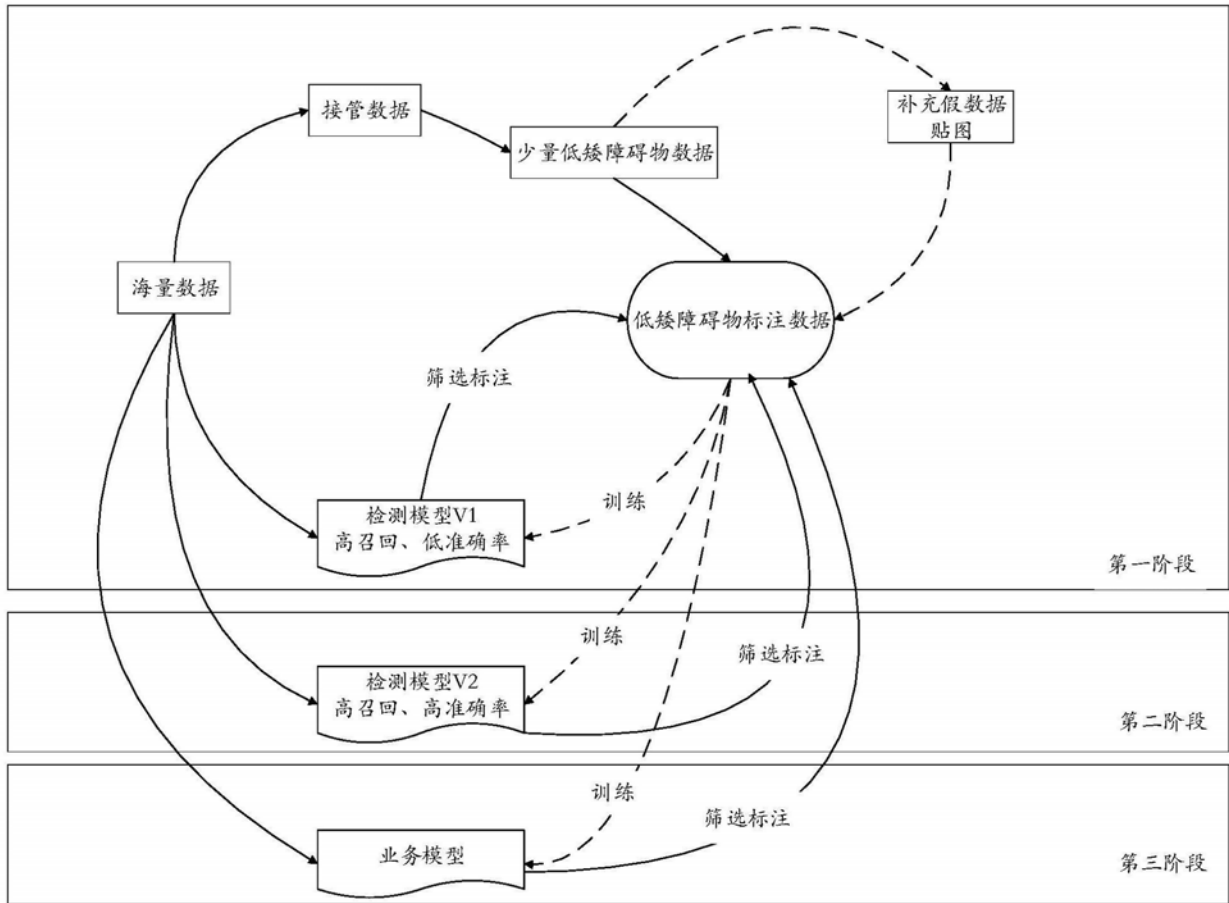 接管数据
补充假数据
贴图
少量低矮障碍物数据
海量数据
低矮障碍物标注数据
筛选标注
检测模型V1
高召回、低准确率
训练
第一阶段
训练
筛选标注
检测模型V2
高召回、高准确率
第二阶段
训练
筛选标注
业务模型
第三阶段